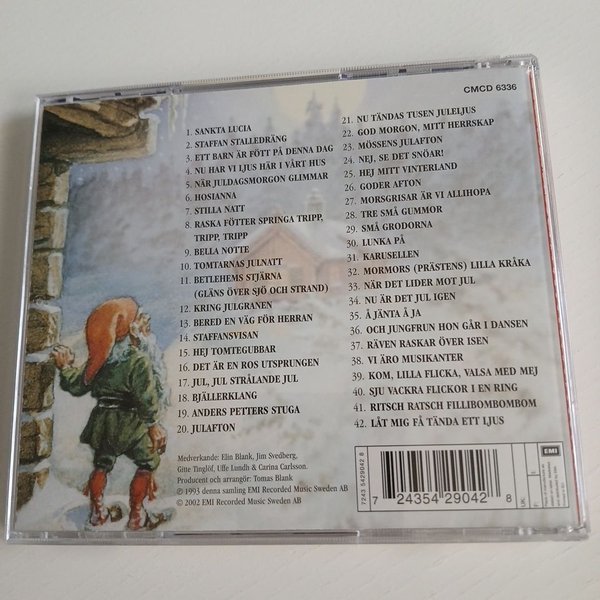 CMCD 6336
1. SANKTA LUCIA
2. STAFFAN STALLEDRÄNG
3. ETT BARN ÄR FÖTT PÅ DENNA DAG
4. NU HAR VI LJUS HÄR I VÅRT HUS
5. NÄR JULDAGSMORGON GLIMMAR
6. HOSIANNA
7. STILLA NATT
8. RASKA FÖTTER SPRINGA TRIPP,
TRIPP, TRIPP
9. BELLA NOTTE
10. TOMTARNAS JULNATT
11. BETLEHEMS STJÄRNA
(GLÄNS ÖVER SJÖ OCH STRAND)
12. KRING JULGRANEN
13. BERED EN VÄG FÖR HERRAN
14. STAFFANSVISAN
15. HEJ TOMTEGUBBAR
16. DET ÄR EN ROS UTSPRUNGEN
17. JUL, JUL STRÅLANDE JUL
18. BJÄLLERKLANG
19. ANDERS PETTERS STUGA
20. JULAFTON
21. NU TÄNDAS TUSEN JULELJUS
22. GOD MORGON, MITT HERRSKAP
23. MÖSSENS JULAFTON
24. NEJ, SE DET SNÖAR!
25. HEJ MITT VINTERLAND
26. GODER AFTON
27. MORSGRISAR ÄR VI ALLIHOPA
28. TRE SMÅ GUMMOR
29. SMÅ GRODORNA
30. LUNKA PÅ
31. KARUSELLEN
32. MORMORS (PRÄSTENS) LILLA KRÅKA
33. NÄR DET LIDER MOT JUL
34. NU ÄR DET JUL IGEN
35. Å JÄNTA Å JA
36. OCH JUNGFRUN HON GÅR I DANSEN
37. RÄVEN RASKAR ÖVER ISEN
38. VI ÄRO MUSIKANTER
39. KOM, LILLA FLICKA, VALSA MED MEJ
40. SJU VACKRA FLICKOR I EN RING
41. RITSCH RATSCH FILLIBOMBOMBOM
42. LÅT MIG FÅ TÄNDA ETT LJUS
Medverkande: Elin Blank, Jim Svedberg,
Gitte Tinglöf, Uffe Lundh & Carina Carlsson.
Producent och arrangör: Tomas Blank
℗ 1993 denna samling EMI Recorded Music Sweden AB
© 2002 EMI Recorded Music Sweden AB
7243 5429042 8
7 24354 29042 8
UK:
F:
EMI